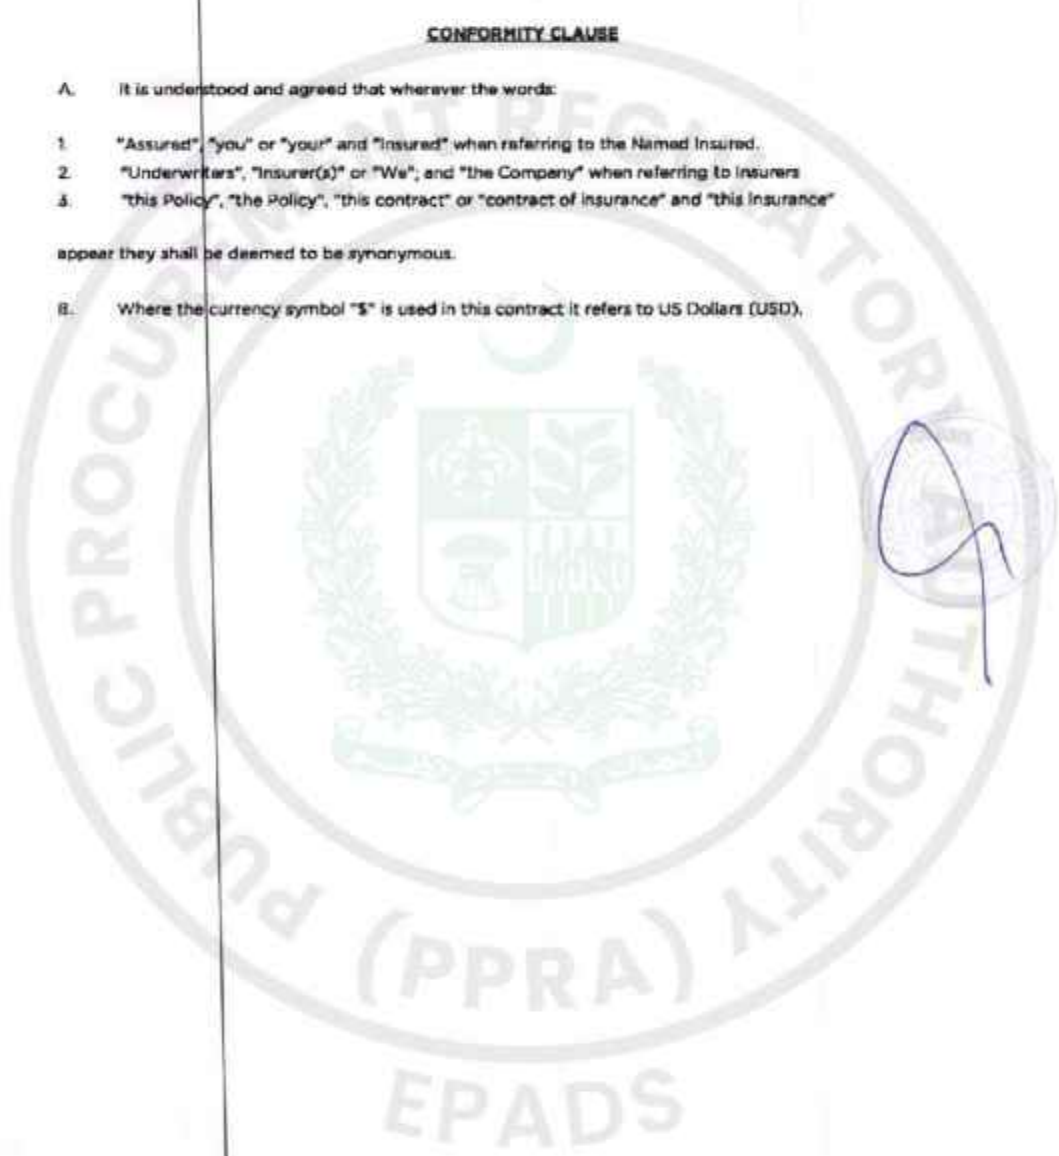 CONFORMITY CLAUSE
A. It is understood and agreed that wherever the words:
1. "Assured", "you" or "your" and "Insured" when referring to the Named Insured.
2. "Underwriters", "Insurer(s)" or "We"; and "the Company" when referring to Insurers
3. "this Policy", "the Policy", "this contract" or "contract of insurance" and "this insurance"
appear they shall be deemed to be synonymous.
B. Where the currency symbol "$" is used in this contract it refers to US Dollars (USD).
PUBLIC PROCUREMENT REGULATORY AUTHORITY
(PPRA)
EPADS